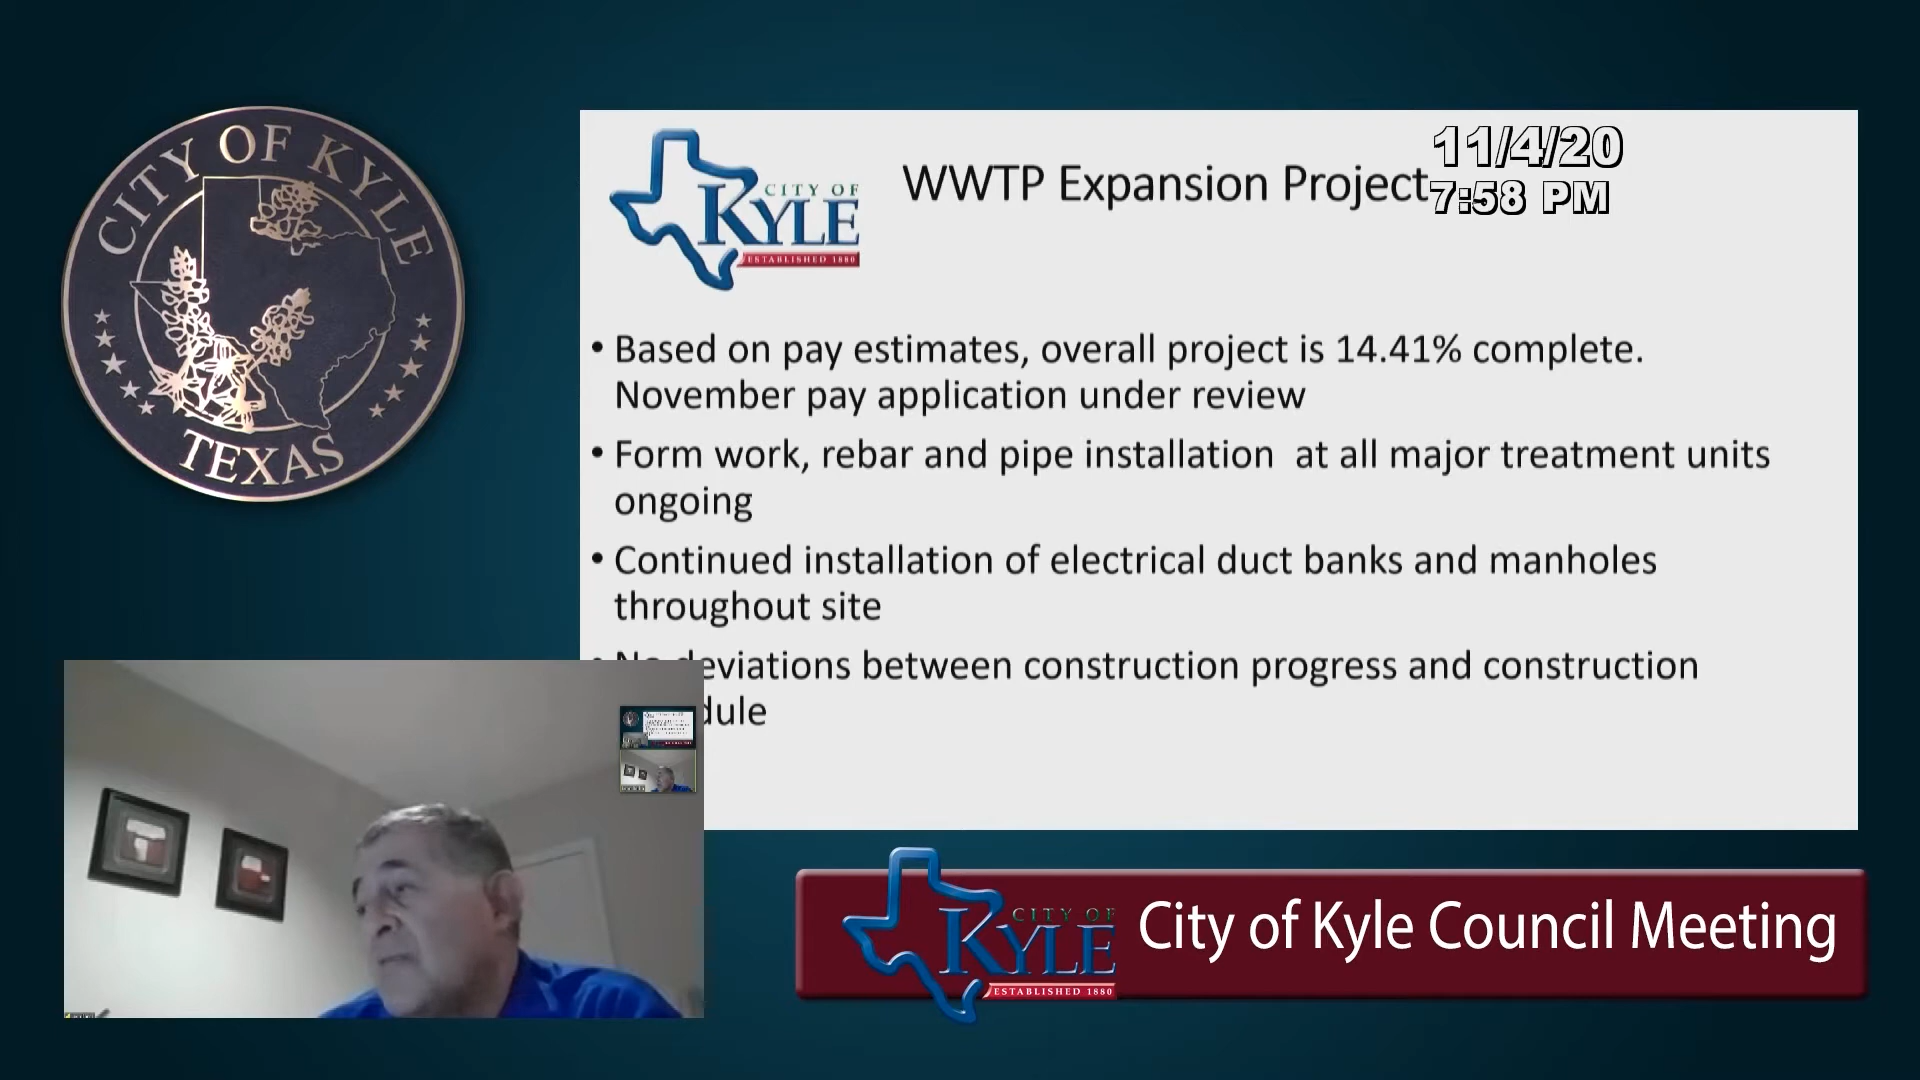 CITY OF KYLE
TEXAS
CITY OF
KYLE
ESTABLISHED 1880
WWTP Expansion Project
11/4/20
7:58 PM
• Based on pay estimates, overall project is 14.41% complete.
November pay application under review
• Form work, rebar and pipe installation at all major treatment units
ongoing
• Continued installation of electrical duct banks and manholes
throughout site
• No deviations between construction progress and construction
dule
CITY OF
KYLE
ESTABLISHED 1880
City of Kyle Council Meeting